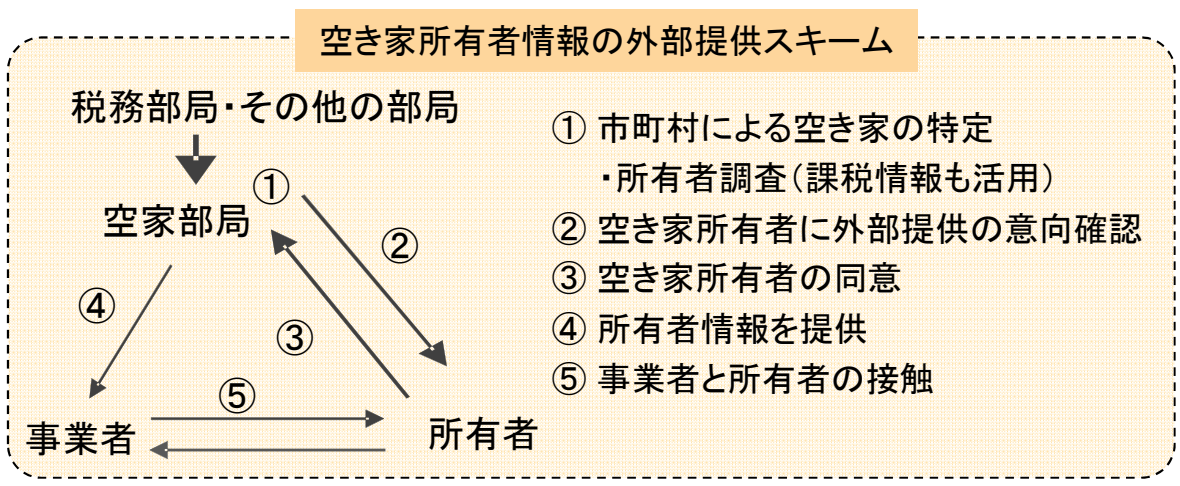 空き家所有者情報の外部提供スキーム
税務部局・その他の部局
①
空家部局
②
④
③
⑤
事業者
所有者
① 市町村による空き家の特定
・所有者調査（課税情報も活用）
② 空き家所有者に外部提供の意向確認
③ 空き家所有者の同意
④ 所有者情報を提供
⑤ 事業者と所有者の接触